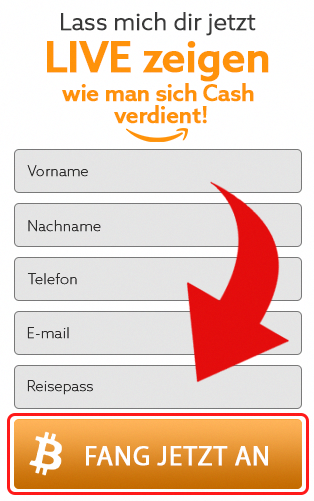 Lass mich dir jetzt
LIVE zeigen
wie man sich Cash
verdient!
Vorname
Nachname
Telefon
E-mail
Reisepass
FANG JETZT AN